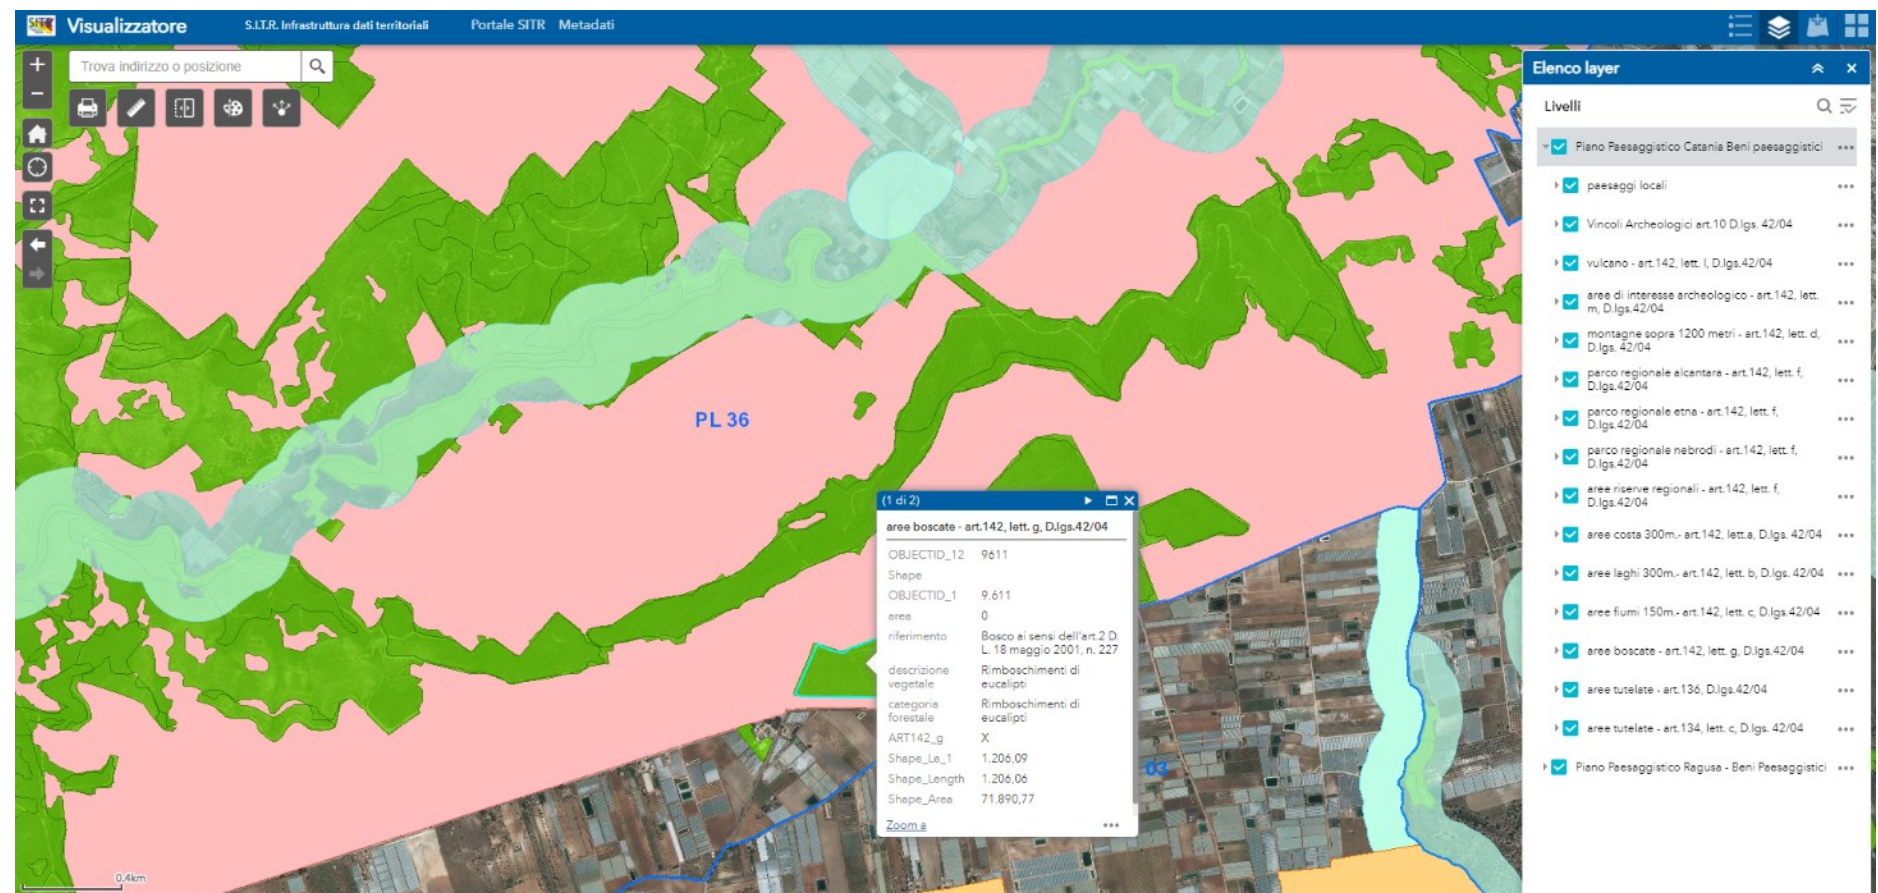 SITR
Visualizzatore
S.I.T.R. Infrastruttura dati territoriali
Portale SITR
Metadati
Trova indirizzo o posizione
PL 36
03
0.4km
(1 di 2)
aree boscate - art.142, lett. g, D.lgs.42/04
OBJECTID_12 9611
Shape
OBJECTID_1 9.611
area 0
riferimento Bosco ai sensi dell'art.2 D.
L. 18 maggio 2001, n. 227
descrizione Rimboschimenti di
vegetale eucalipti
categoria Rimboschimenti di
forestale eucalipti
ART142_g X
Shape_Le_1 1.206,09
Shape_Length 1.206,06
Shape_Area 71.890,77
Zoom a
Elenco layer
Livelli
Piano Paesaggistico Catania Beni paesaggistici
paesaggi locali
Vincoli Archeologici art.10 D.lgs. 42/04
vulcano - art.142, lett. l, D.lgs.42/04
aree di interesse archeologico - art.142, lett.
m, D.lgs.42/04
montagne sopra 1200 metri - art.142, lett. d,
D.lgs. 42/04
parco regionale alcantara - art.142, lett. f,
D.lgs.42/04
parco regionale etna - art.142, lett. f,
D.lgs.42/04
parco regionale nebrodi - art.142, lett. f,
D.lgs.42/04
aree riserve regionali - art.142, lett. f,
D.lgs.42/04
aree costa 300m.- art.142, lett.a, D.lgs. 42/04
aree laghi 300m.- art.142, lett. b, D.lgs. 42/04
aree fiumi 150m.- art.142, lett. c, D.lgs.42/04
aree boscate - art.142, lett. g, D.lgs.42/04
aree tutelate - art.136, D.lgs.42/04
aree tutelate - art.134, lett. c, D.lgs. 42/04
Piano Paesaggistico Ragusa - Beni Paesaggistici